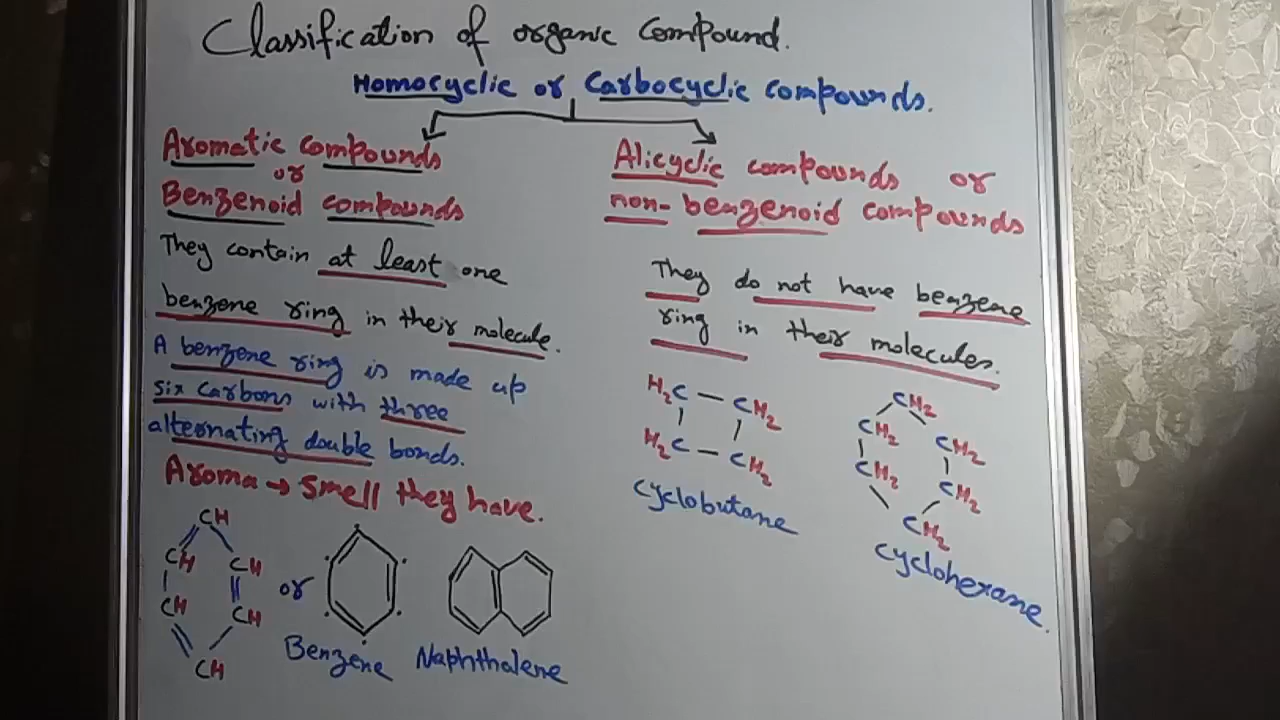 Classification of organic compound.
Homocyclic or Carbocyclic compounds.
Aromatic compounds
or
Benzenoid compounds
They contain at least one
benzene ring in their molecule.
A benzene ring is made up
six carbons with three
alternating double bonds.
Aroma → smell they have.
CH
CH
CH
CH
CH
CH
or
Benzene
Naphthalene
Alicyclic compounds or
non-benzenoid compounds
They do not have benzene
ring in their molecules.
H₂C — CH₂
H₂C — CH₂
Cyclobutane
CH₂
CH₂
CH₂
CH₂
CH₂
CH₂
Cyclohexane.